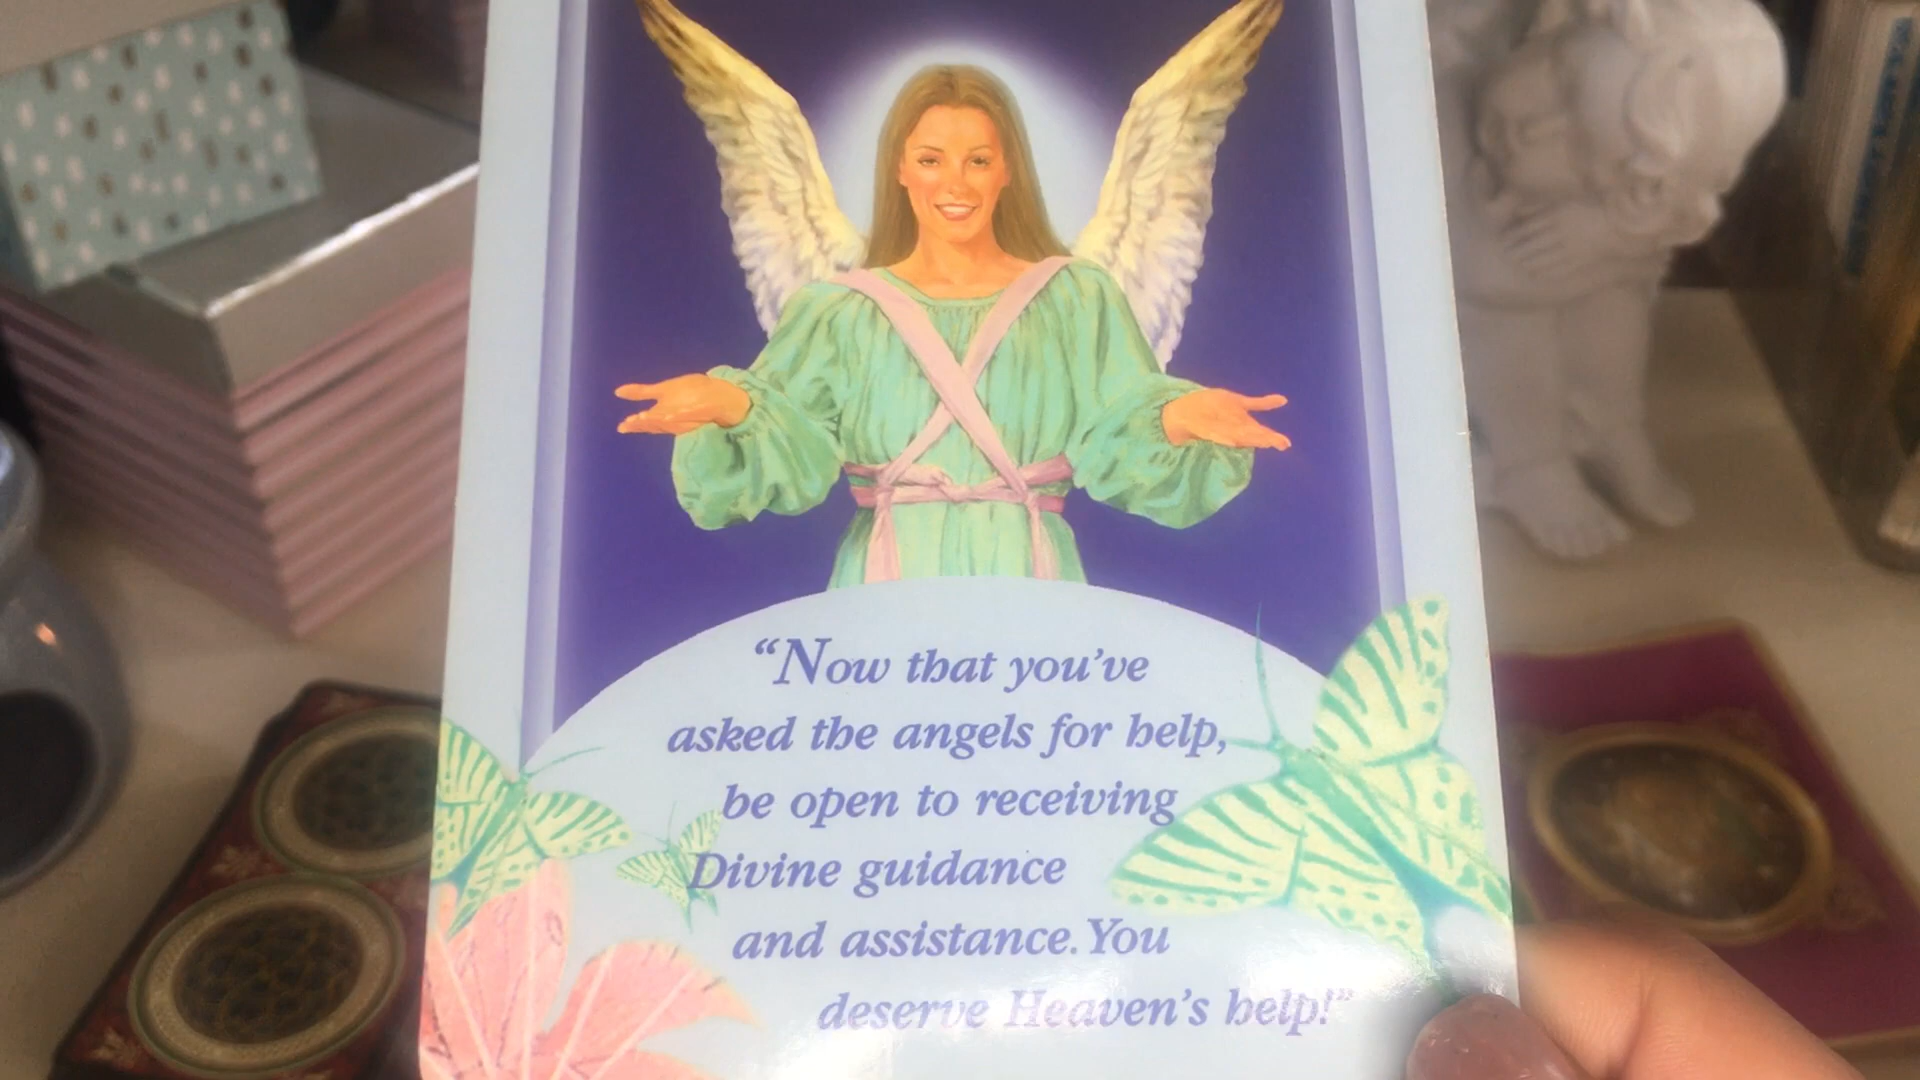 “Now that you’ve
asked the angels for help,
be open to receiving
Divine guidance
and assistance. You
deserve Heaven’s help!”